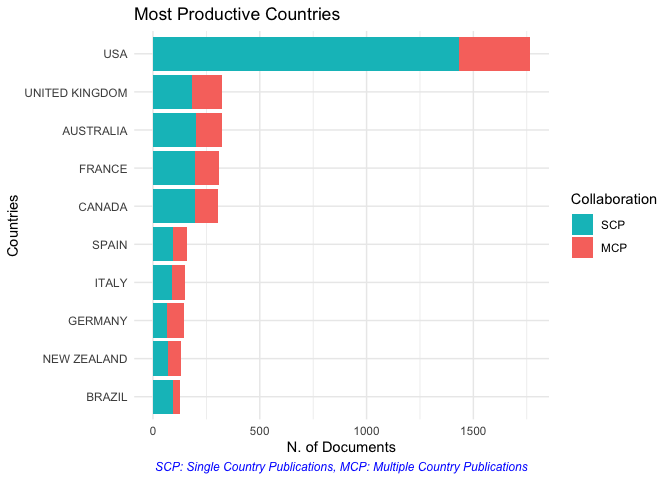 Most Productive Countries
Countries
USA
UNITED KINGDOM
AUSTRALIA
FRANCE
CANADA
SPAIN
ITALY
GERMANY
NEW ZEALAND
BRAZIL
0 500 1000 1500
N. of Documents
SCP: Single Country Publications, MCP: Multiple Country Publications
Collaboration
SCP
MCP